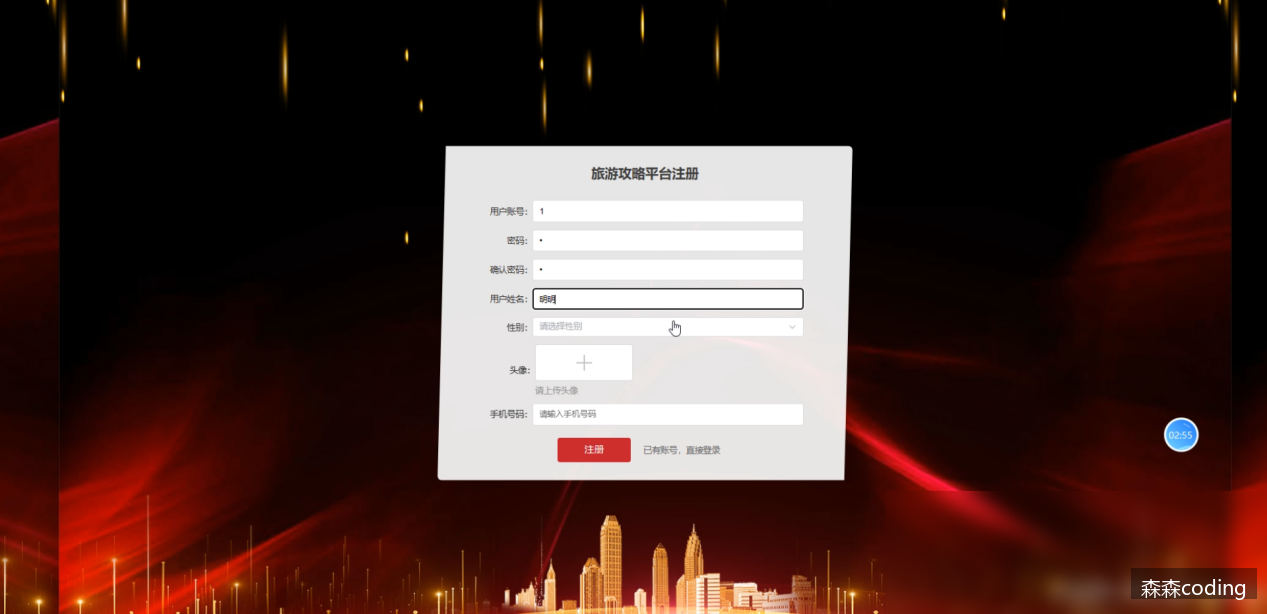 旅游攻略平台注册
用户账号: 1
密码: •
确认密码: •
用户姓名: 明明
性别: 请选择性别
头像:
请上传头像
手机号码: 请输入手机号码
注册 已有账号，直接登录
02:55
森森coding